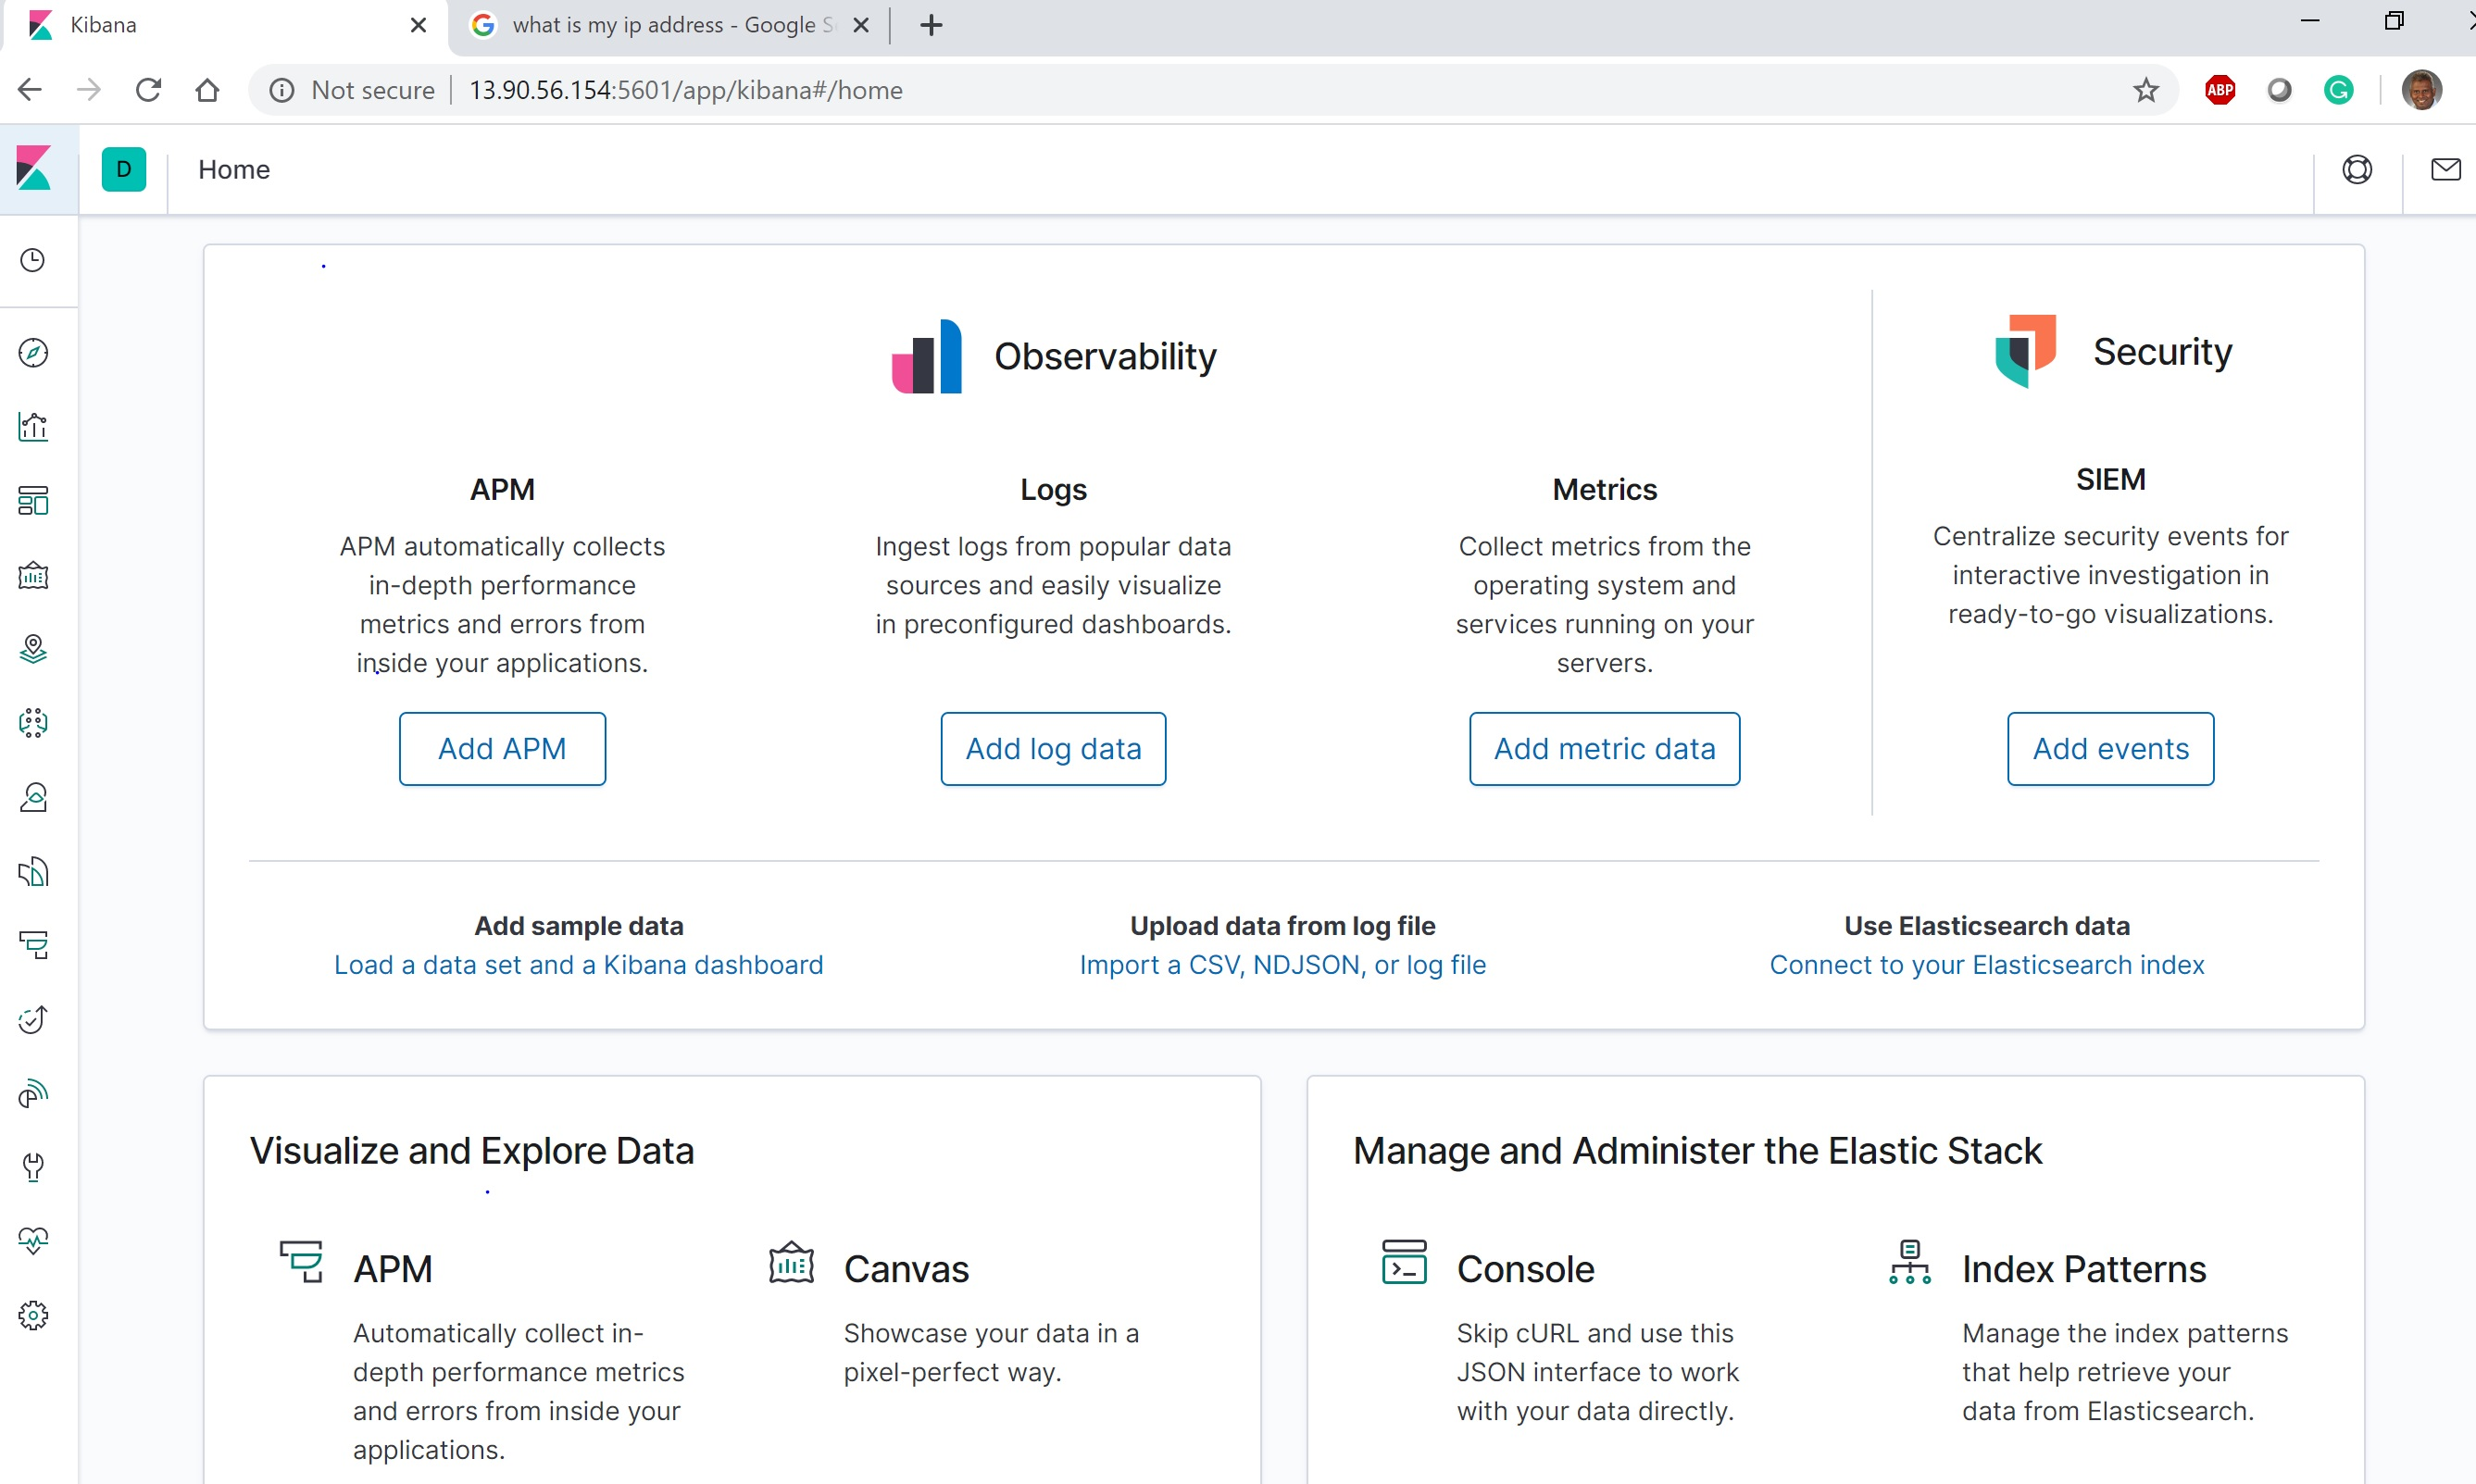 Kibana
what is my ip address - Google S
Not secure
13.90.56.154:5601/app/kibana#/home
ABP
G
D
Home
Observability
Security
APM
APM automatically collects
in-depth performance
metrics and errors from
inside your applications.
Add APM
Logs
Ingest logs from popular data
sources and easily visualize
in preconfigured dashboards.
Add log data
Metrics
Collect metrics from the
operating system and
services running on your
servers.
Add metric data
SIEM
Centralize security events for
interactive investigation in
ready-to-go visualizations.
Add events
Add sample data
Load a data set and a Kibana dashboard
Upload data from log file
Import a CSV, NDJSON, or log file
Use Elasticsearch data
Connect to your Elasticsearch index
Visualize and Explore Data
APM
Automatically collect in-
depth performance metrics
and errors from inside your
applications.
Canvas
Showcase your data in a
pixel-perfect way.
Manage and Administer the Elastic Stack
Console
Skip cURL and use this
JSON interface to work
with your data directly.
Index Patterns
Manage the index patterns
that help retrieve your
data from Elasticsearch.